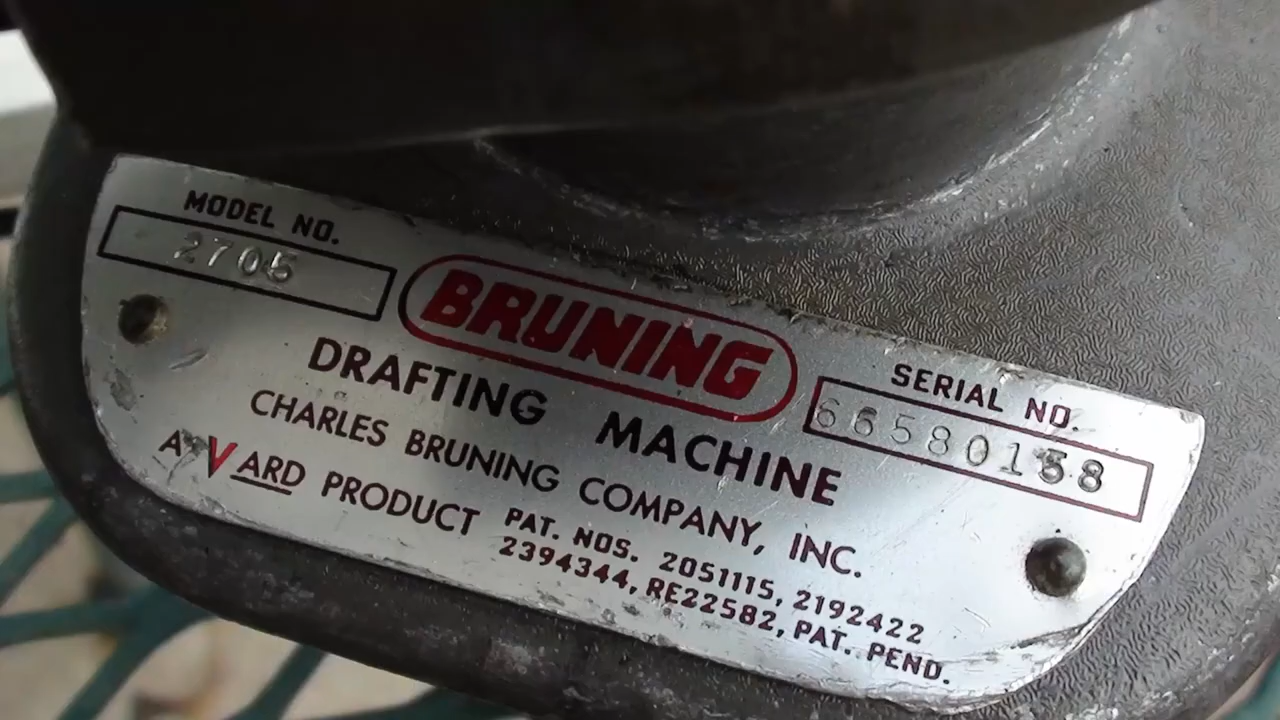 MODEL NO.
2705
BRUNING
SERIAL NO.
66580158
DRAFTING MACHINE
CHARLES BRUNING COMPANY, INC.
A VARD PRODUCT
PAT. NOS. 2051115, 2192422
2394344, RE22582, PAT. PEND.